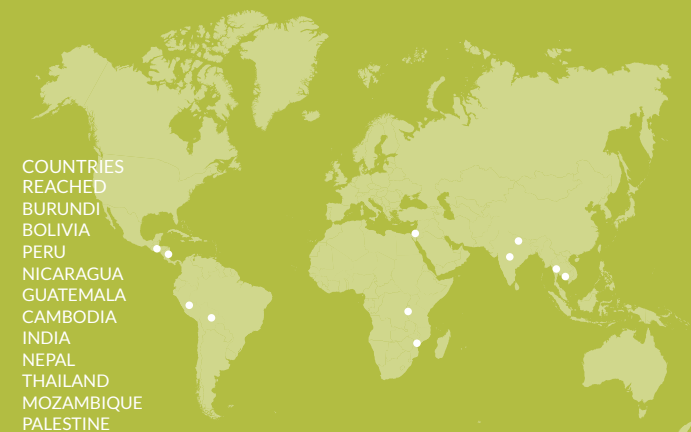 COUNTRIES
REACHED
BURUNDI
BOLIVIA
PERU
NICARAGUA
GUATEMALA
CAMBODIA
INDIA
NEPAL
THAILAND
MOZAMBIQUE
PALESTINE